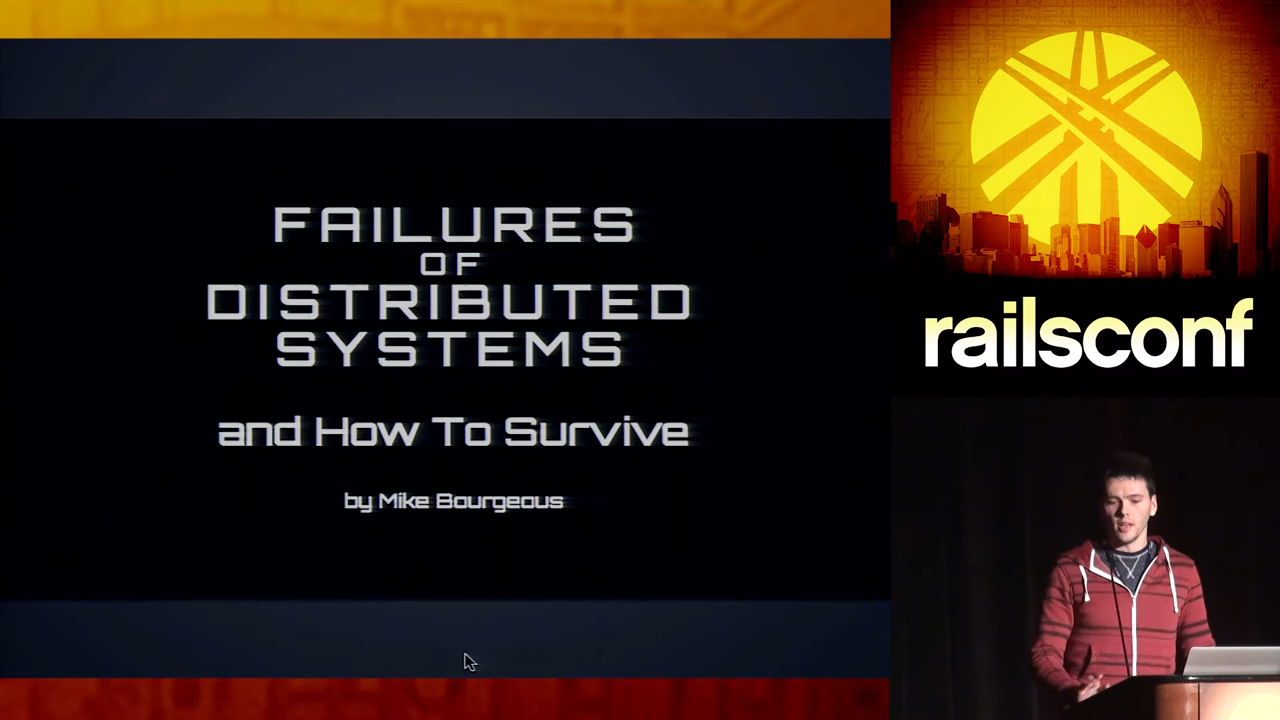 FAILURES
OF
DISTRIBUTED
SYSTEMS
and How To Survive
by Mike Bourgeous
railsconf